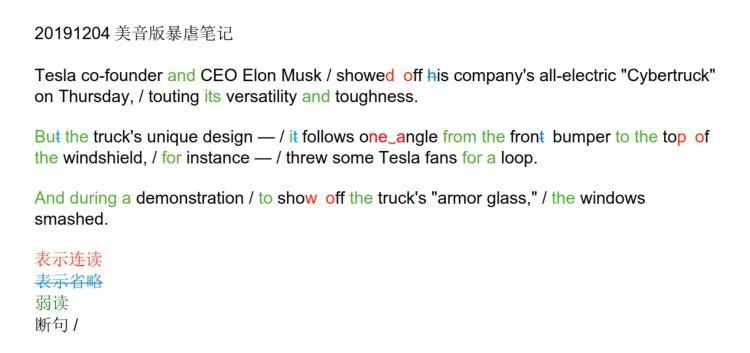 20191204 美音版暴虐笔记
Tesla co-founder and CEO Elon Musk / showed off his company's all-electric "Cybertruck"
on Thursday, / touting its versatility and toughness.
But the truck's unique design — / it follows one‿angle from the front bumper to the top of
the windshield, / for instance — / threw some Tesla fans for a loop.
And during a demonstration / to show off the truck's "armor glass," / the windows
smashed.
表示连读
表示省略
弱读
断句 /